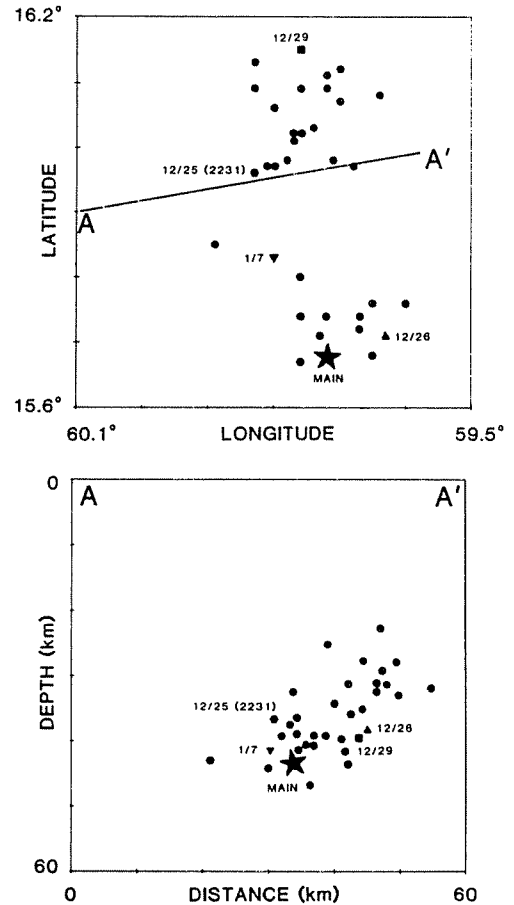 16.2°
12/29
12/25 (2231)
A'
A
LATITUDE
1/7
12/26
MAIN
15.6°
60.1°
LONGITUDE
59.5°
0
A
A'
DEPTH (km)
12/25 (2231)
12/26
1/7
12/29
MAIN
60
0
DISTANCE (km)
60